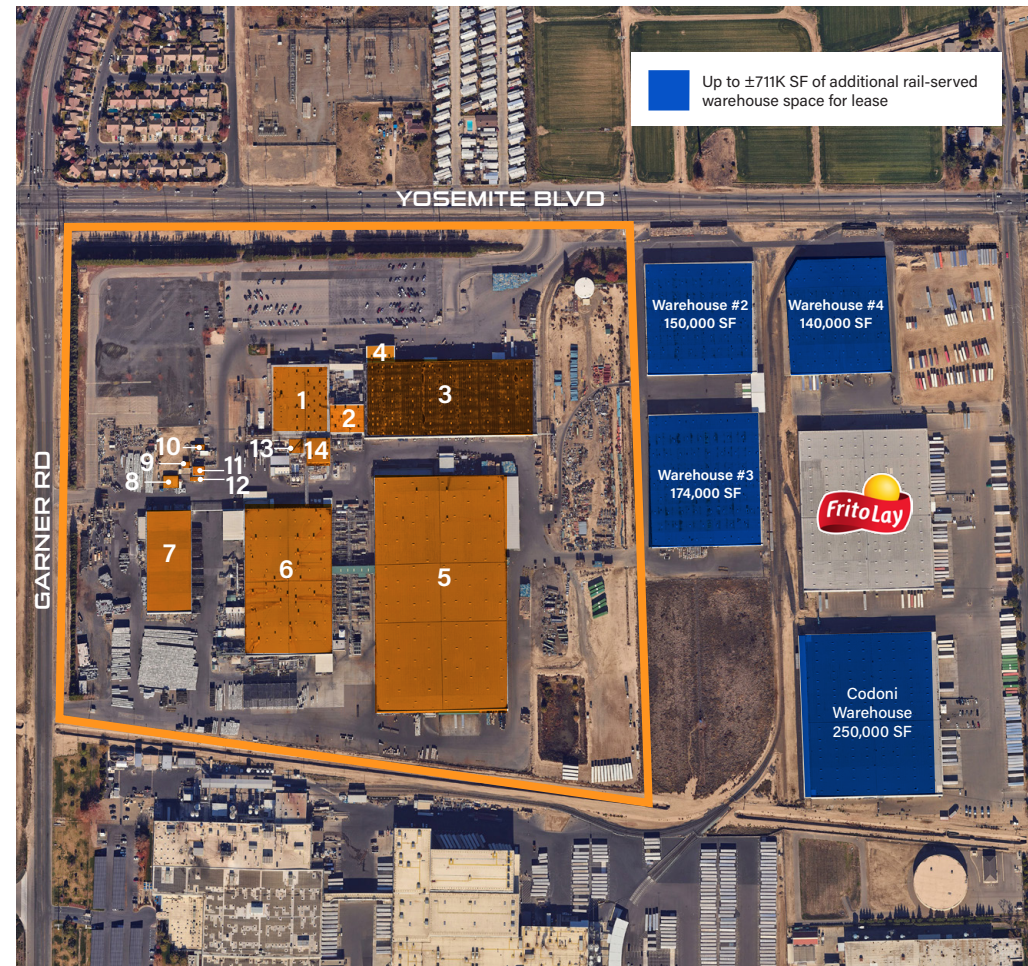 Up to ±711K SF of additional rail-served
warehouse space for lease
YOSEMITE BLVD
GARNER RD
Warehouse #2
150,000 SF
Warehouse #4
140,000 SF
4
3
1
2
13
14
10
9
11
8
12
Warehouse #3
174,000 SF
FritoLay
7
6
5
Codoni
Warehouse
250,000 SF